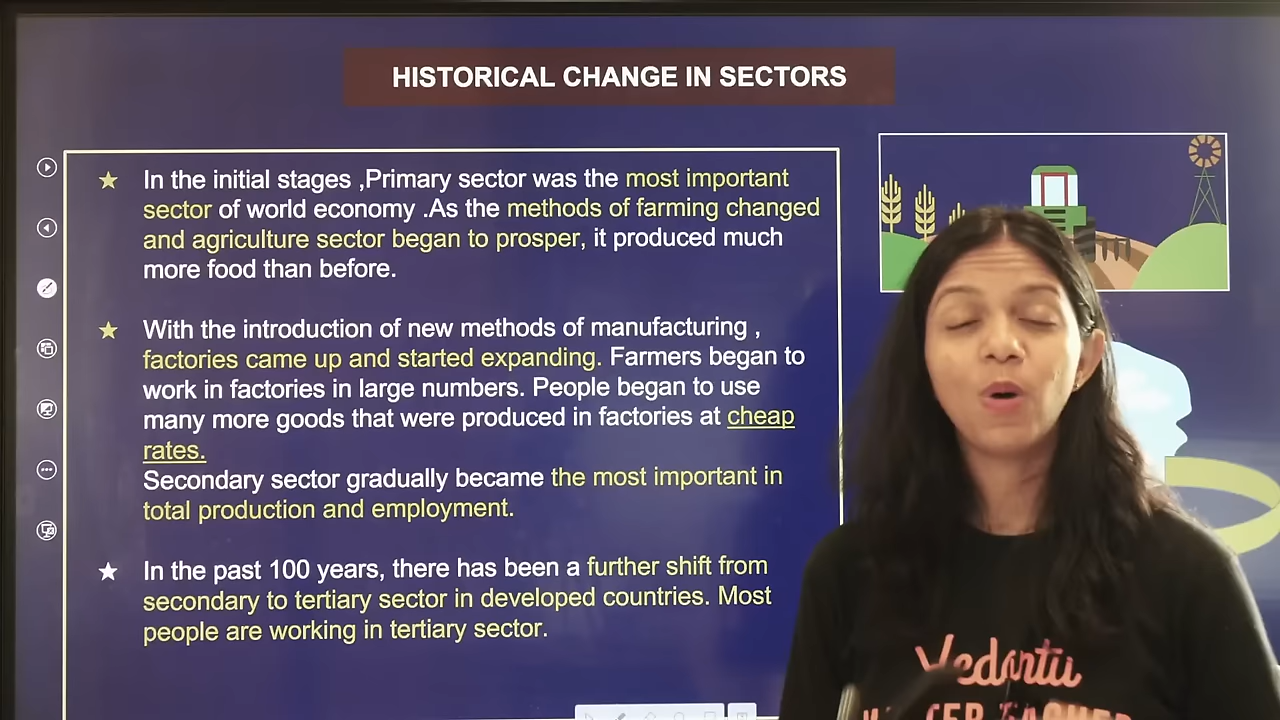 HISTORICAL CHANGE IN SECTORS
In the initial stages ,Primary sector was the most important
sector of world economy .As the methods of farming changed
and agriculture sector began to prosper, it produced much
more food than before.
With the introduction of new methods of manufacturing ,
factories came up and started expanding. Farmers began to
work in factories in large numbers. People began to use
many more goods that were produced in factories at cheap
rates.
Secondary sector gradually became the most important in
total production and employment.
In the past 100 years, there has been a further shift from
secondary to tertiary sector in developed countries. Most
people are working in tertiary sector.
Vedantu